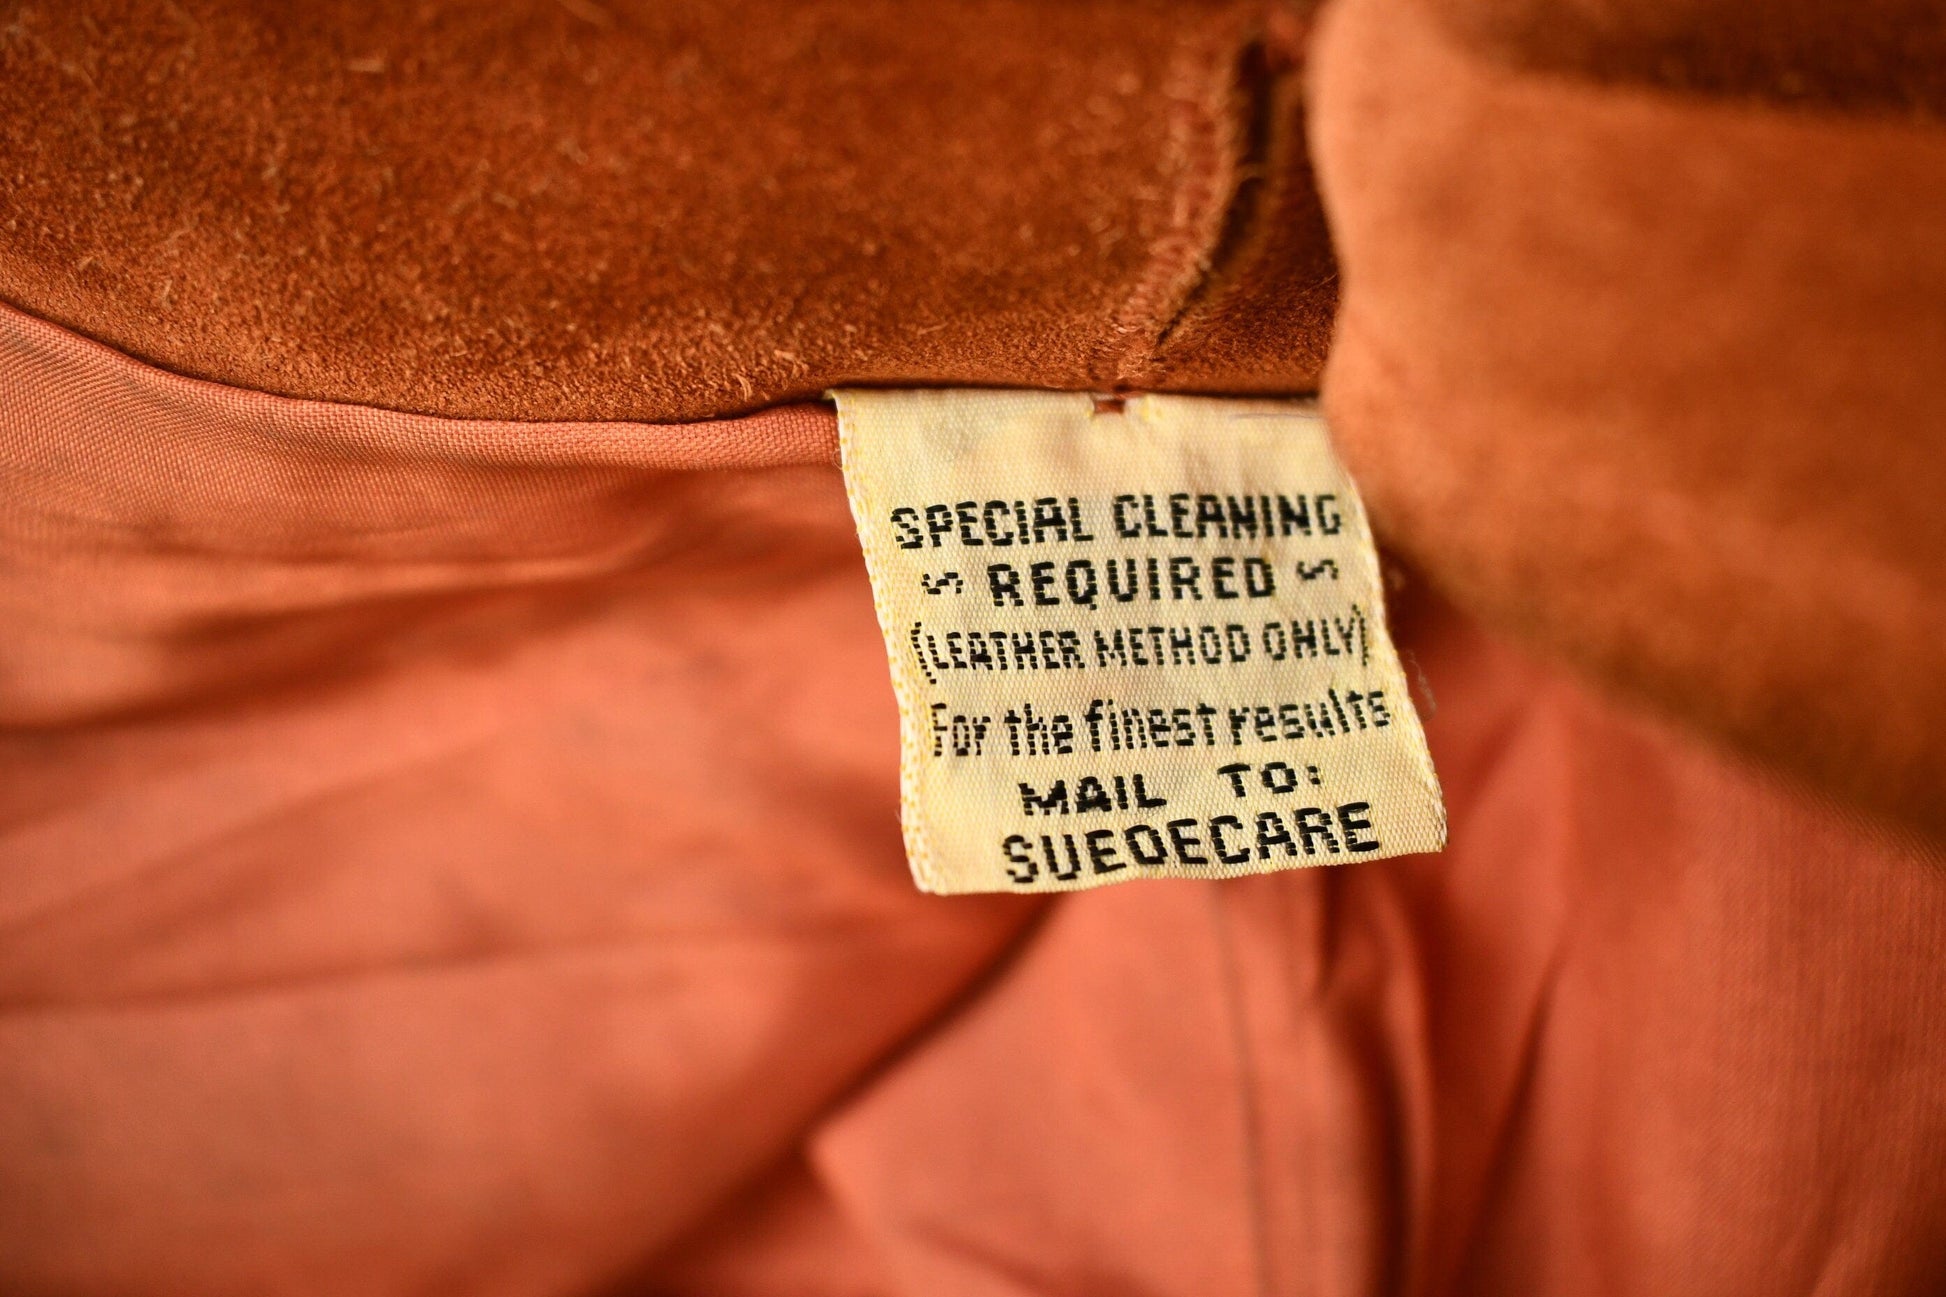 SPECIAL CLEANING
~ REQUIRED ~
(LEATHER METHOD ONLY)
For the finest results
MAIL TO:
SUEDECARE